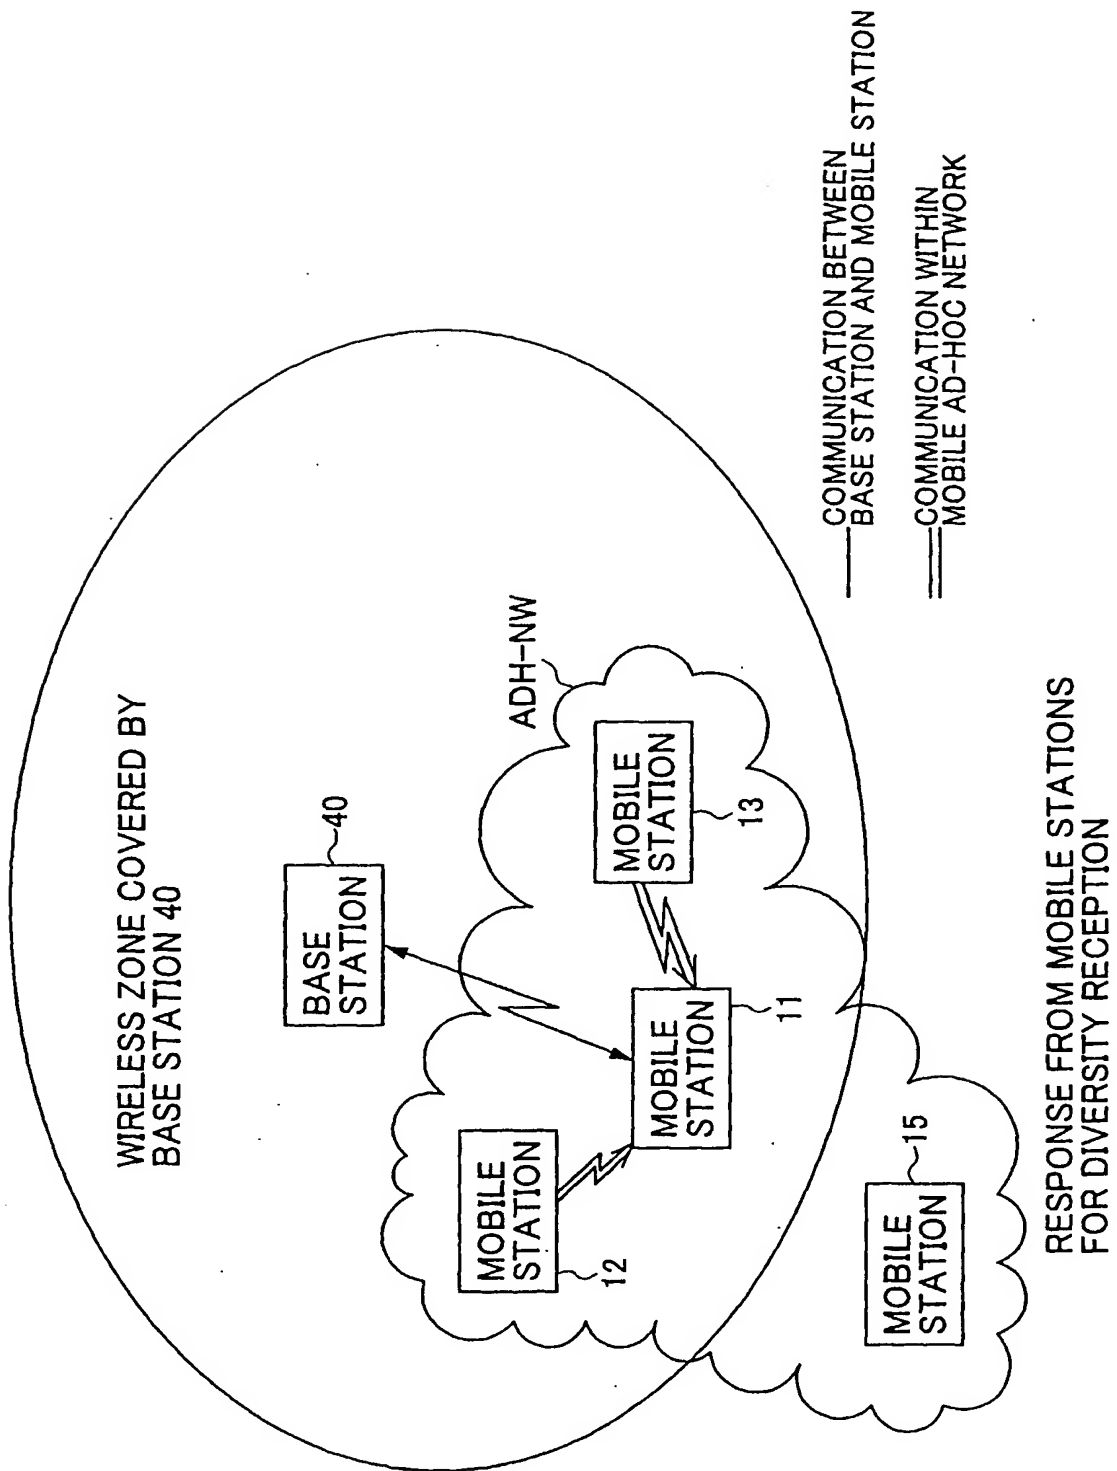 WIRELESS ZONE COVERED BY
BASE STATION 40
BASE
STATION
40
ADH-NW
MOBILE
STATION
12
MOBILE
STATION
11
MOBILE
STATION
13
MOBILE
STATION
15
COMMUNICATION BETWEEN
BASE STATION AND MOBILE STATION
COMMUNICATION WITHIN
MOBILE AD-HOC NETWORK
RESPONSE FROM MOBILE STATIONS
FOR DIVERSITY RECEPTION